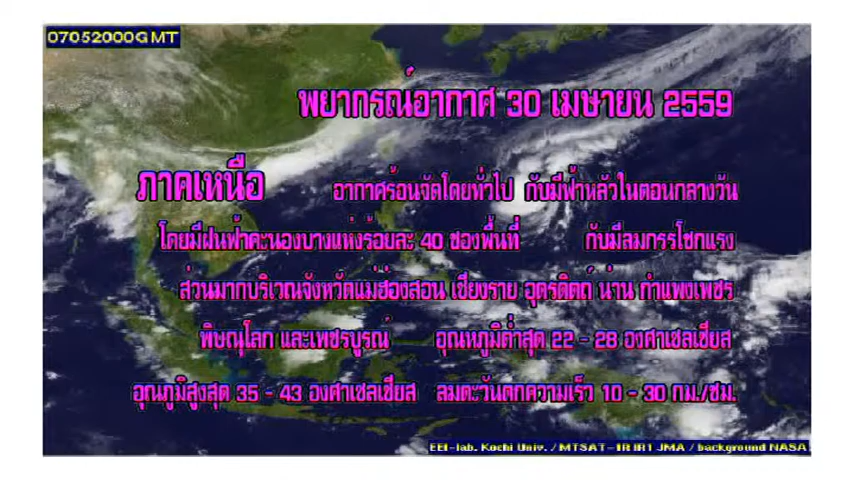 07052000GMT
พยากรณ์อากาศ 30 เมษายน 2559
ภาคเหนือ อากาศร้อนจัดโดยทั่วไป กับมีฟ้าหลัวในตอนกลางวัน
โดยมีฝนฟ้าคะนองบางแห่งร้อยละ 40 ของพื้นที่ กับมีลมกรรโชกแรง
ส่วนมากบริเวณจังหวัดแม่ฮ่องสอน เชียงราย อุตรดิตถ์ น่าน กำแพงเพชร
พิษณุโลก และเพชรบูรณ์ อุณหภูมิต่ำสุด 22 - 28 องศาเซลเซียส
อุณภูมิสูงสุด 35 - 43 องศาเซลเซียส ลมตะวันตกความเร็ว 10 - 30 กม./ชม.
EEI-lab. Kochi Univ. / MTSAT-1R IR1 JMA / background NASA